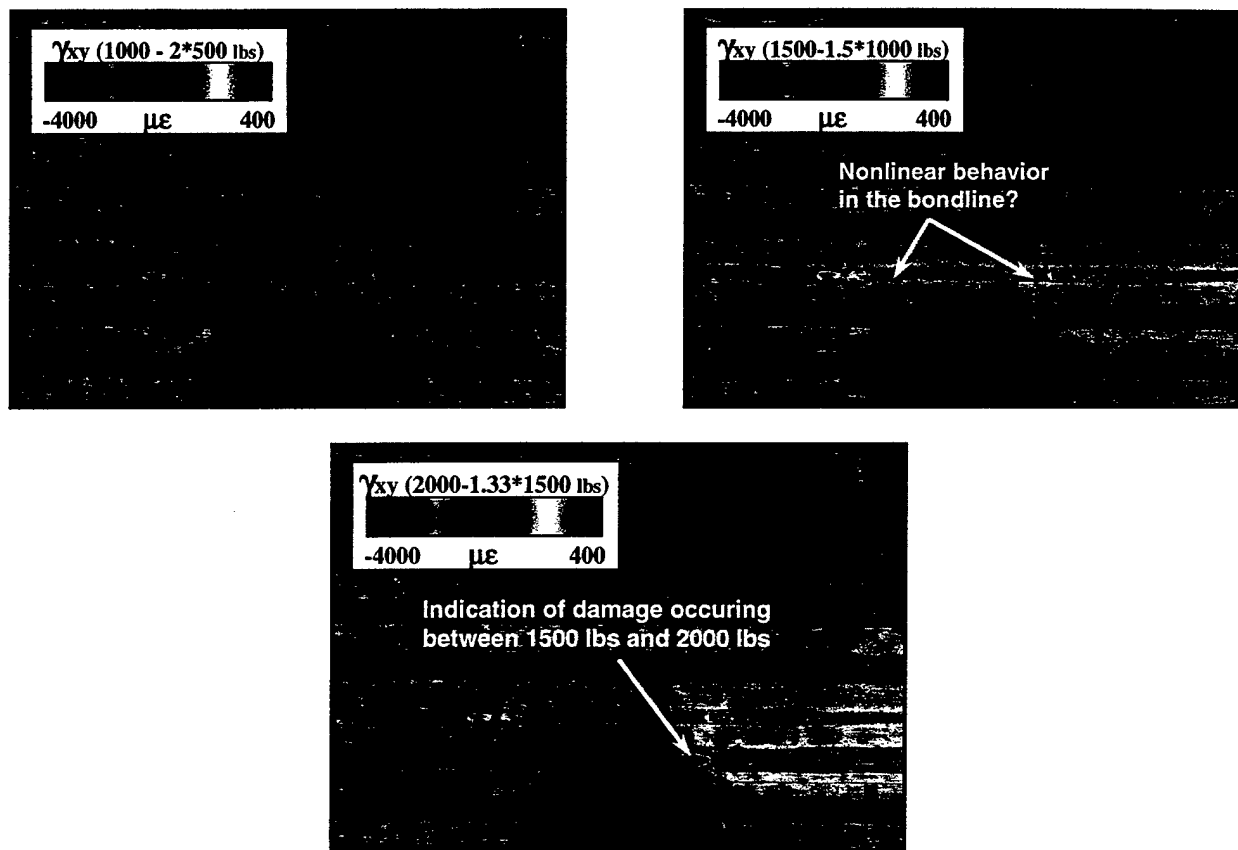 γxy (1000 - 2*500 lbs)
-4000 με 400
γxy (1500-1.5*1000 lbs)
-4000 με 400
Nonlinear behavior
in the bondline?
γxy (2000-1.33*1500 lbs)
-4000 με 400
Indication of damage occuring
between 1500 lbs and 2000 lbs